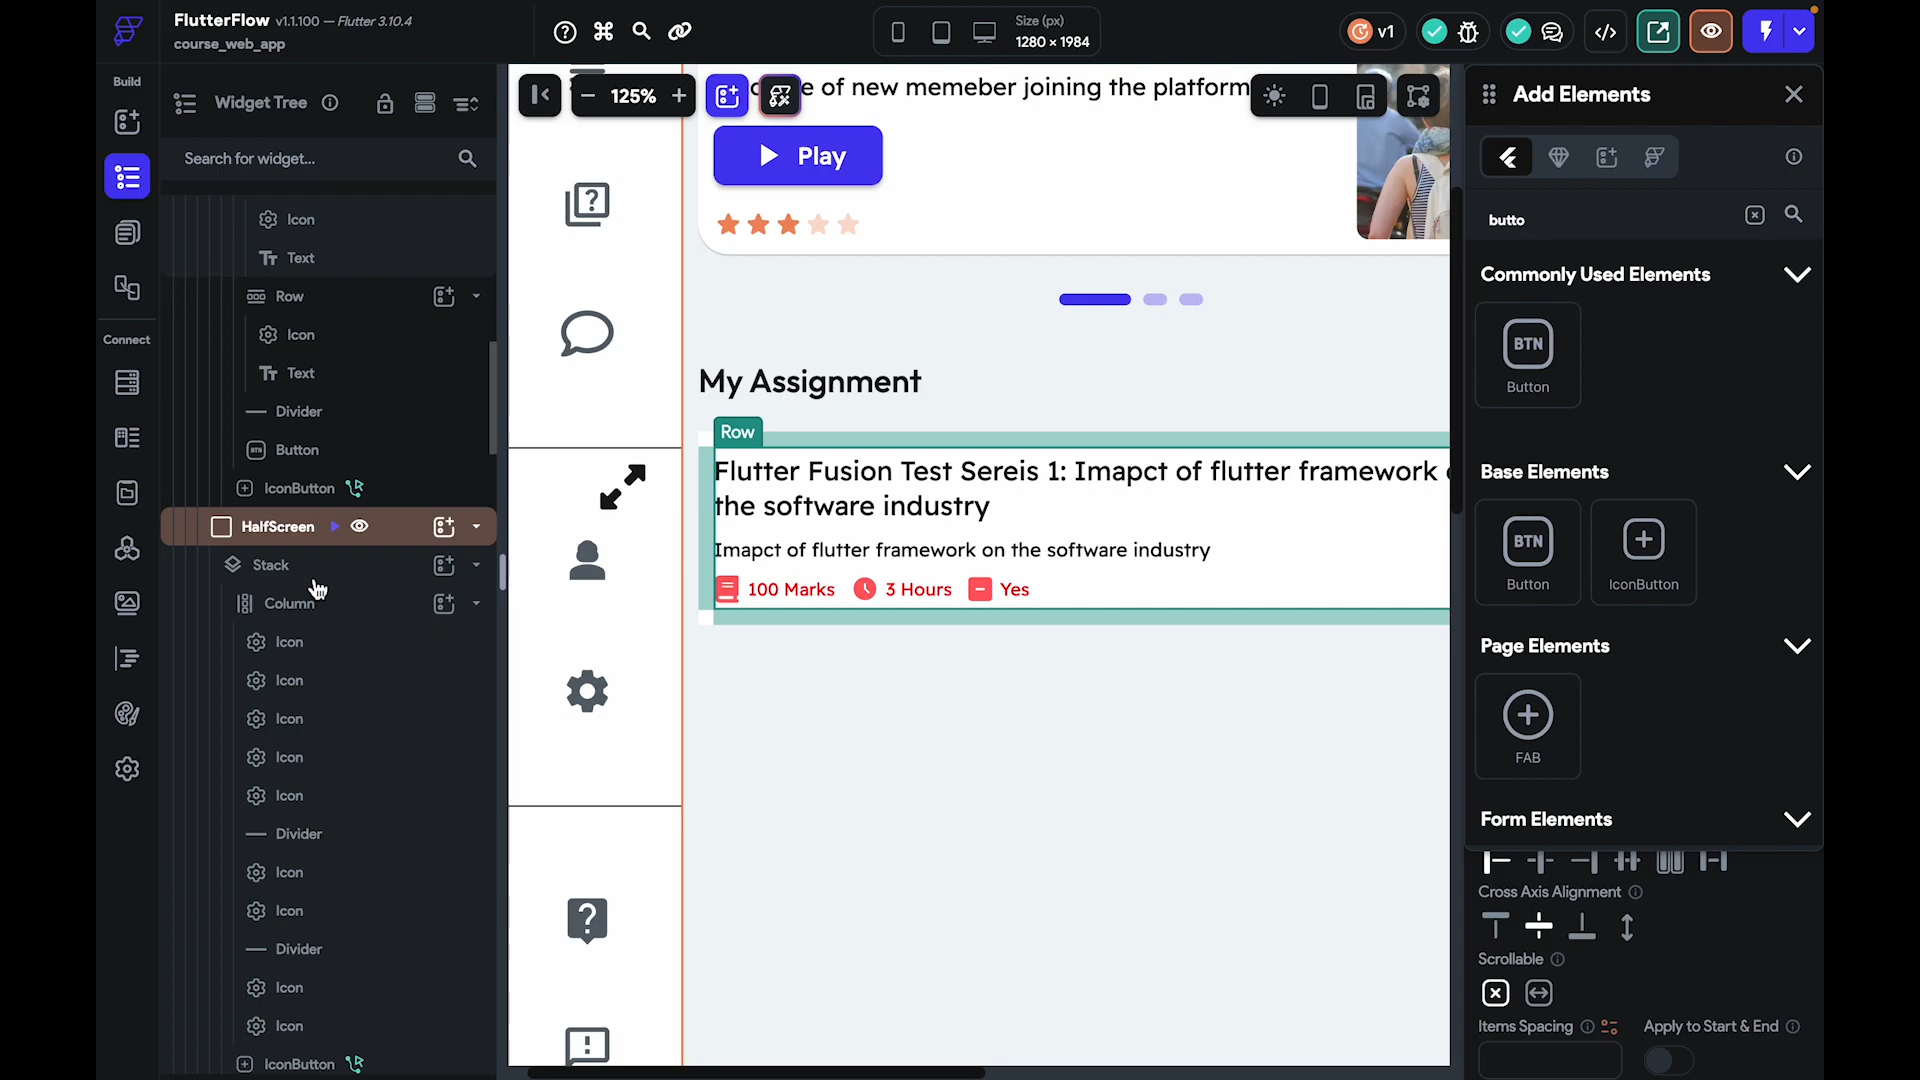 FlutterFlow v1.1.100 — Flutter 3.10.4
course_web_app
Size (px)
1280 × 1984
v1
Build
Connect
Widget Tree
Search for widget...
Icon
Text
Row
Icon
Text
Divider
Button
IconButton
HalfScreen
Stack
Column
Icon
Icon
Icon
Icon
Icon
Divider
Icon
Icon
Divider
Icon
Icon
IconButton
125%
e of new memeber joining the platform
Play
My Assignment
Row
Flutter Fusion Test Sereis 1: Imapct of flutter framework
the software industry
Imapct of flutter framework on the software industry
100 Marks 3 Hours Yes
Add Elements
butto
Commonly Used Elements
BTN
Button
Base Elements
BTN
Button
IconButton
Page Elements
FAB
Form Elements
Cross Axis Alignment
Scrollable
Items Spacing
Apply to Start & End